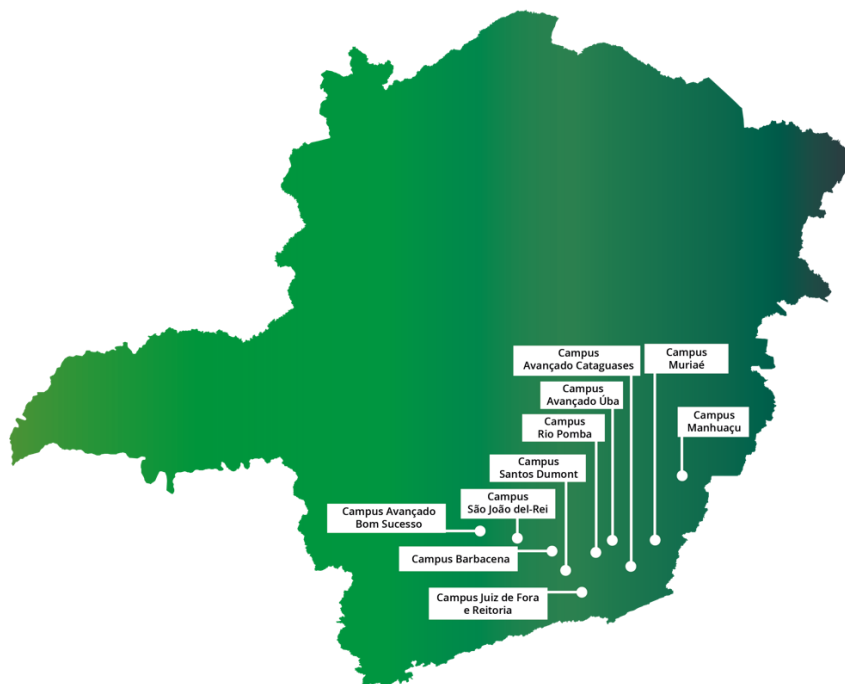 Campus
Avançado Cataguases
Campus
Muriaé
Campus
Avançado Úba
Campus
Manhuaçu
Campus
Rio Pomba
Campus
Santos Dumont
Campus
São João del-Rei
Campus Avançado
Bom Sucesso
Campus Barbacena
Campus Juiz de Fora
e Reitoria